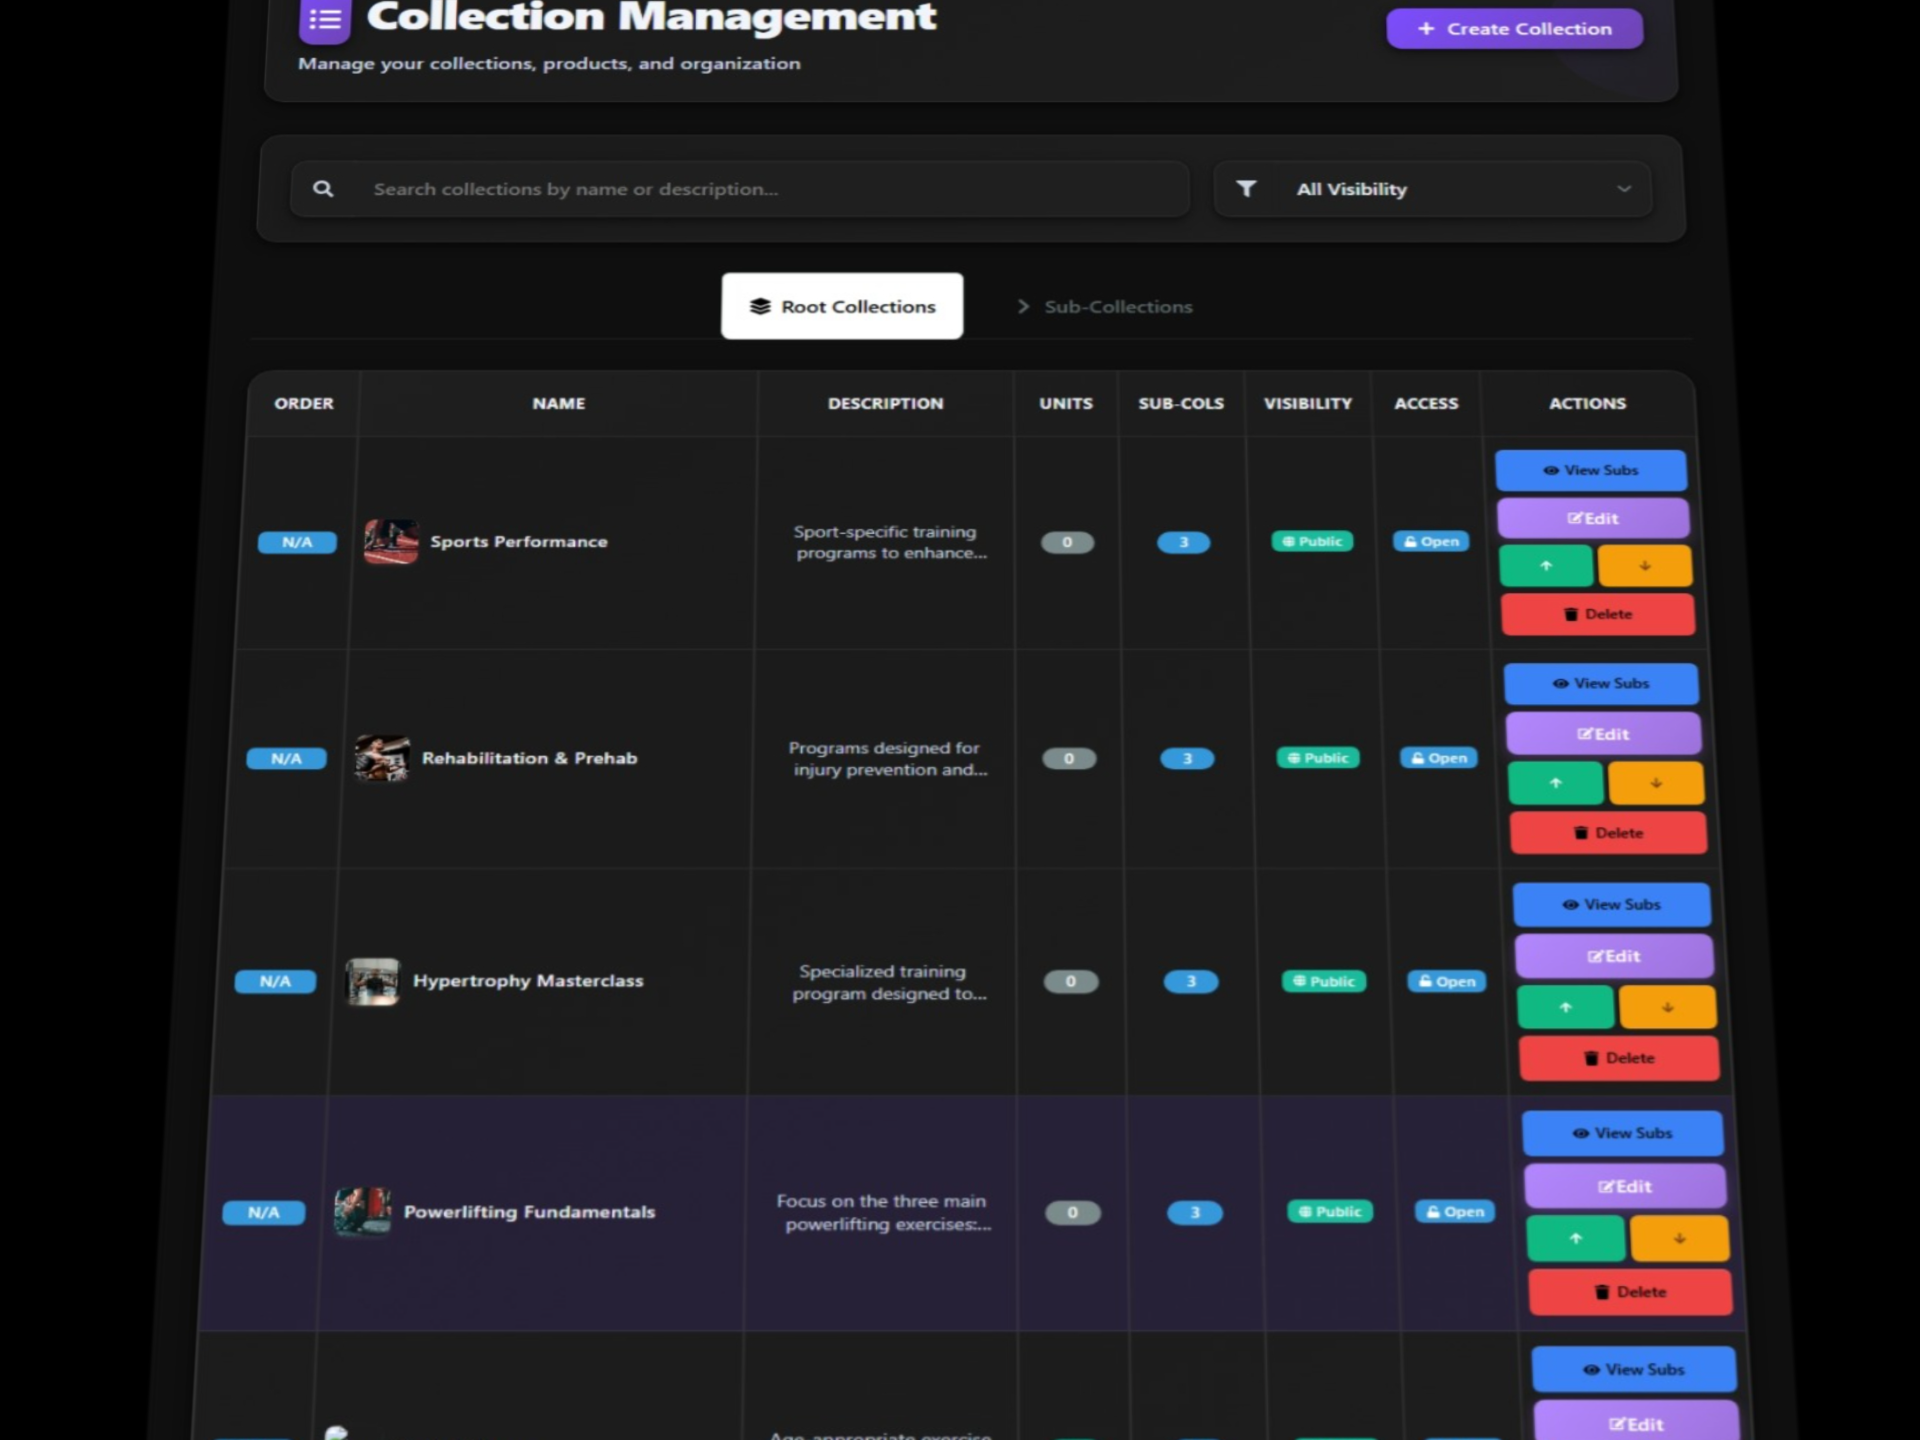 Collection Management
+ Create Collection
Manage your collections, products, and organization
Search collections by name or description...
All Visibility
Root Collections
Sub-Collections
ORDER NAME DESCRIPTION UNITS SUB-COLS VISIBILITY ACCESS ACTIONS
View Subs
Edit
N/A Sports Performance Sport-specific training programs to enhance... 0 3 Public Open
Delete
View Subs
Edit
N/A Rehabilitation & Prehab Programs designed for injury prevention and... 0 3 Public Open
Delete
View Subs
Edit
N/A Hypertrophy Masterclass Specialized training program designed to... 0 3 Public Open
Delete
View Subs
Edit
N/A Powerlifting Fundamentals Focus on the three main powerlifting exercises:... 0 3 Public Open
Delete
View Subs
Edit
Age-appropriate exercise